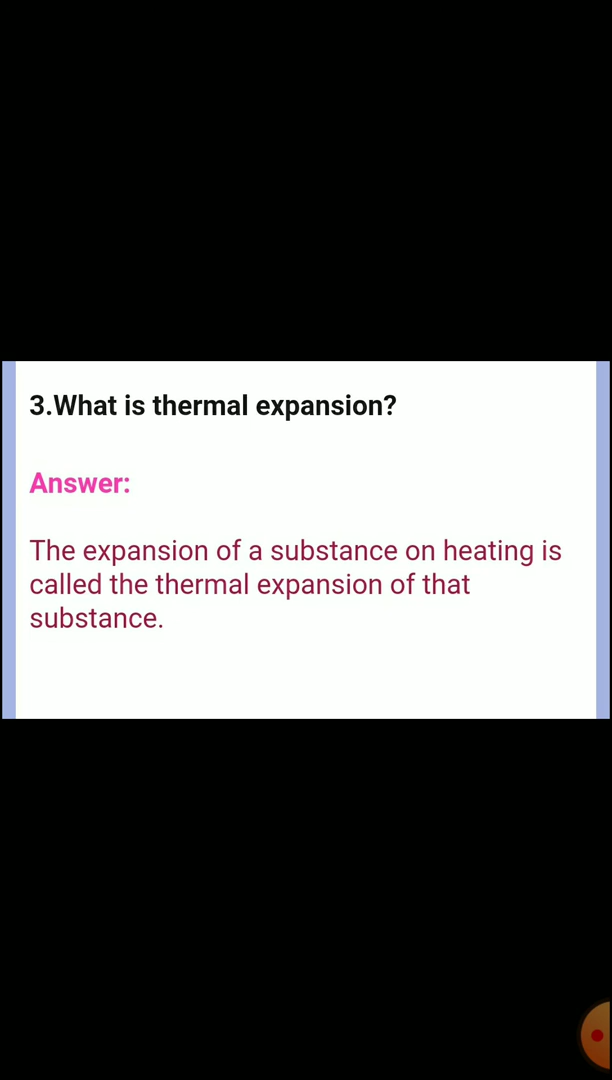 3.What is thermal expansion?
Answer:
The expansion of a substance on heating is
called the thermal expansion of that
substance.